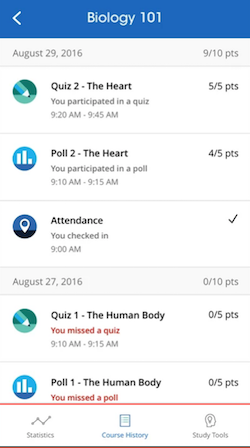 Biology 101
August 29, 2016 9/10 pts
Quiz 2 - The Heart 5/5 pts
You participated in a quiz
9:20 AM - 9:45 AM
Poll 2 - The Heart 4/5 pts
You participated in a poll
9:10 AM - 9:15 AM
Attendance
You checked in
9:00 AM
August 27, 2016 0/10 pts
Quiz 1 - The Human Body 0/5 pts
You missed a quiz
9:10 AM - 9:15 AM
Poll 1 - The Human Body 0/5 pts
You missed a poll
Statistics Course History Study Tools